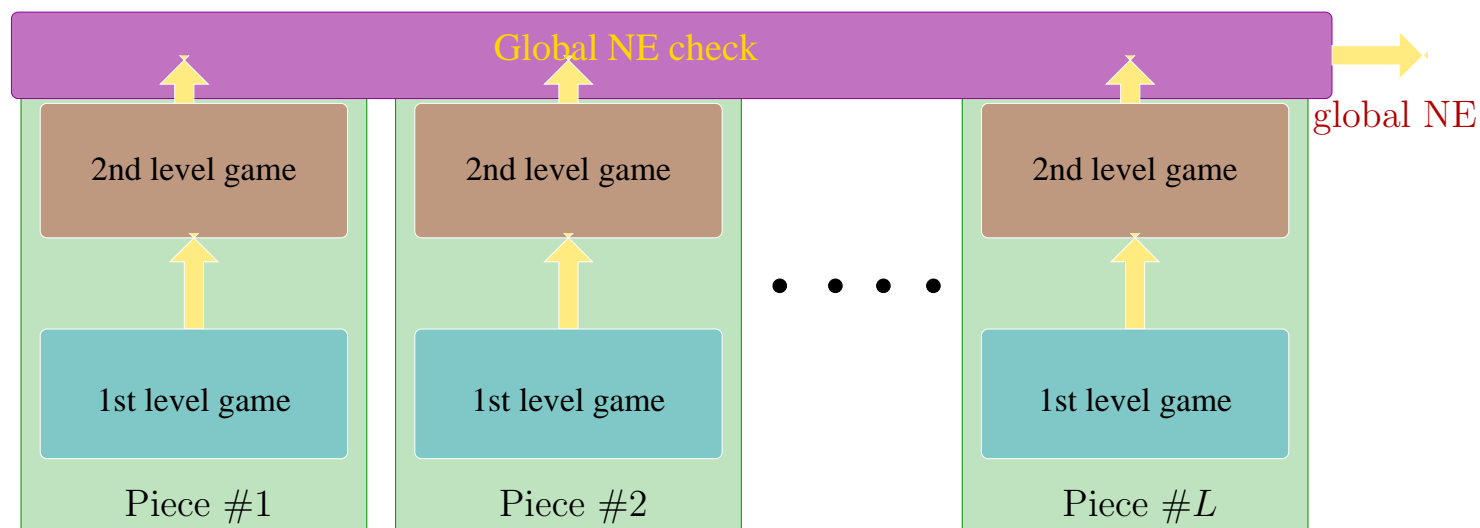 Global NE check
global NE
2nd level game
2nd level game
2nd level game
1st level game
1st level game
1st level game
Piece #1
Piece #2
Piece #L